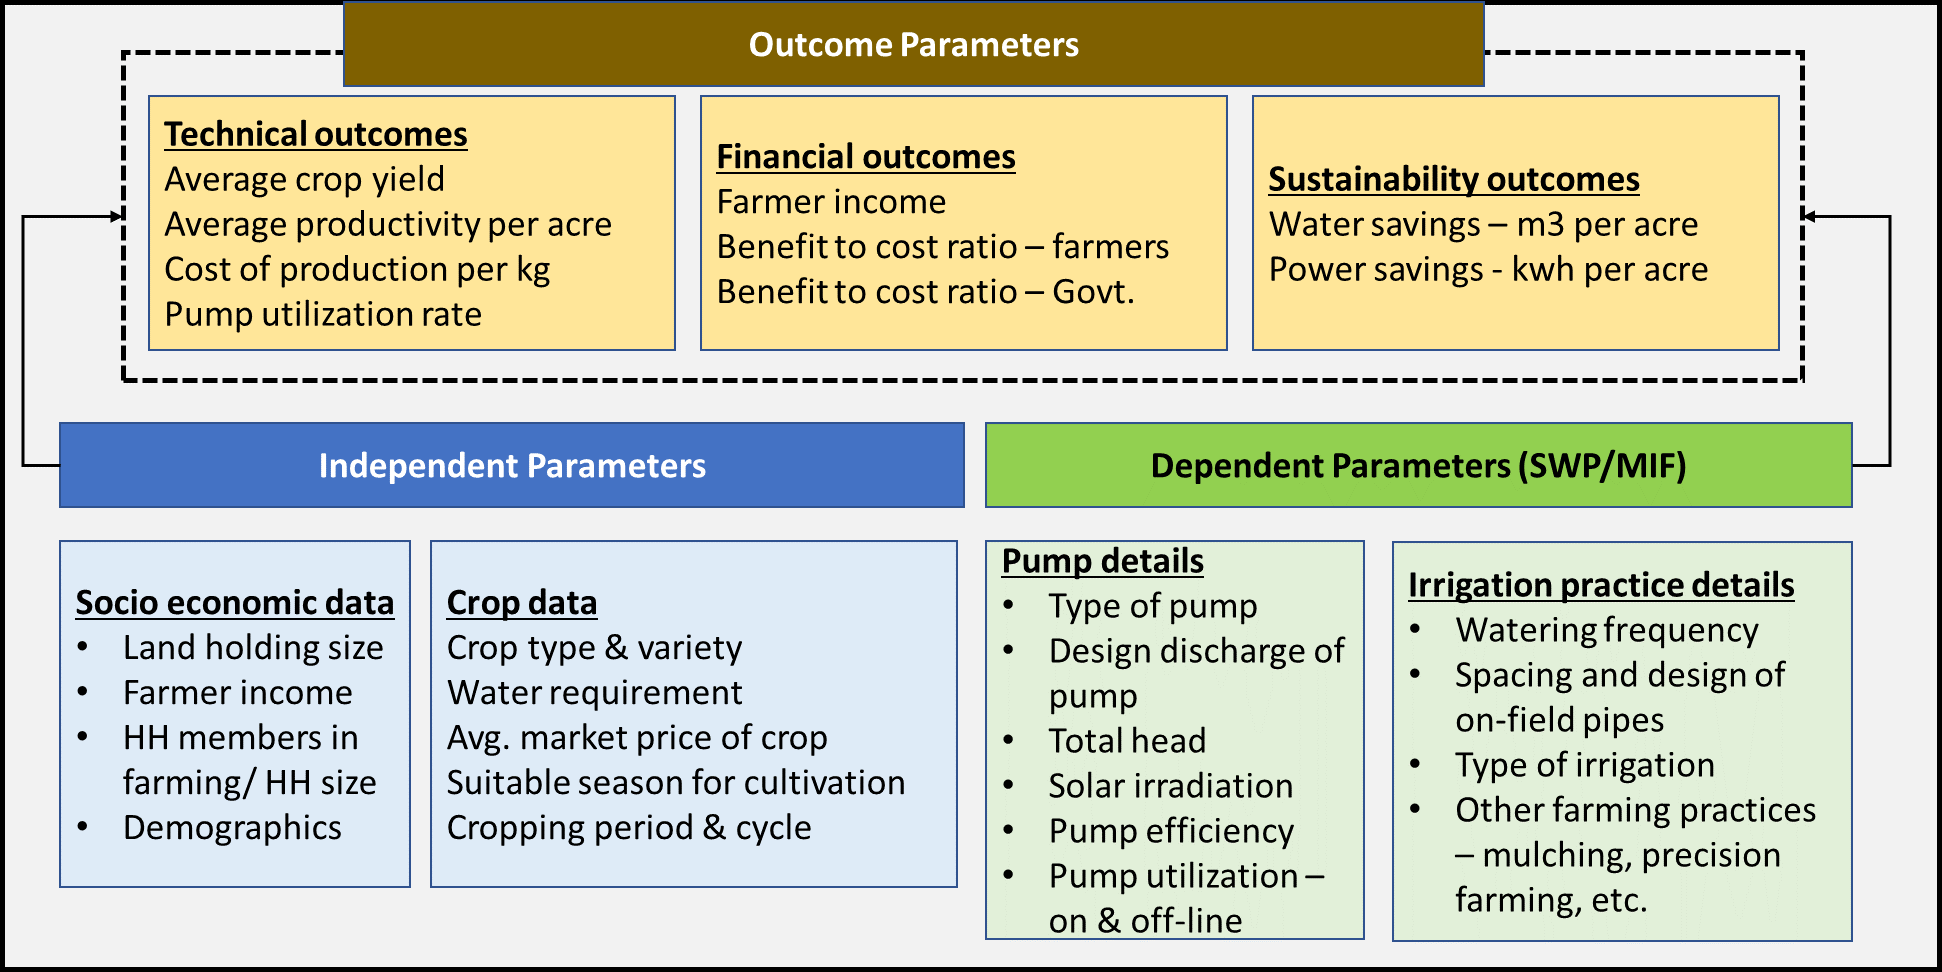 Outcome Parameters
Technical outcomes
Average crop yield
Average productivity per acre
Cost of production per kg
Pump utilization rate
Financial outcomes
Farmer income
Benefit to cost ratio – farmers
Benefit to cost ratio – Govt.
Sustainability outcomes
Water savings – m3 per acre
Power savings - kwh per acre
Independent Parameters
Dependent Parameters (SWP/MIF)
Socio economic data
• Land holding size
• Farmer income
• HH members in
farming/ HH size
• Demographics
Crop data
Crop type & variety
Water requirement
Avg. market price of crop
Suitable season for cultivation
Cropping period & cycle
Pump details
• Type of pump
• Design discharge of
pump
• Total head
• Solar irradiation
• Pump efficiency
• Pump utilization –
on & off-line
Irrigation practice details
• Watering frequency
• Spacing and design of
on-field pipes
• Type of irrigation
• Other farming practices
– mulching, precision
farming, etc.